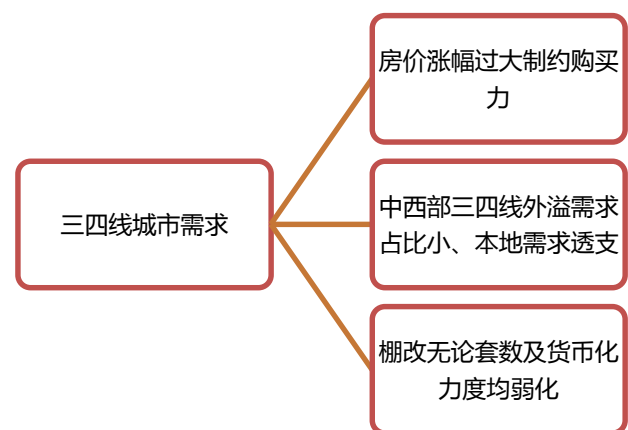 房价涨幅过大制约购买
力
三四线城市需求
中西部三四线外溢需求
占比小、本地需求透支
棚改无论套数及货币化
力度均弱化